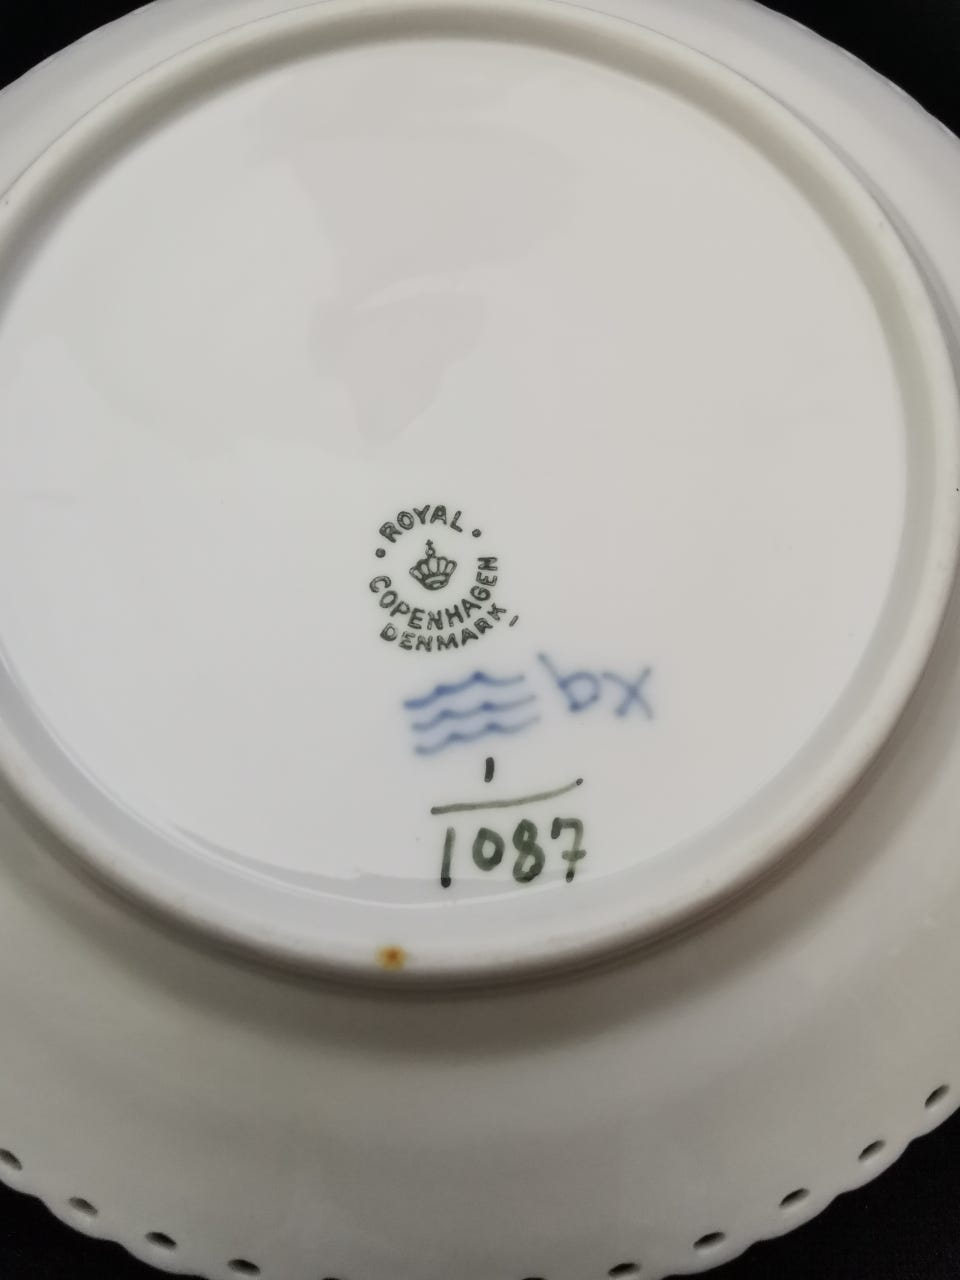 ROYAL
COPENHAGEN
DENMARK
bx
1
1087